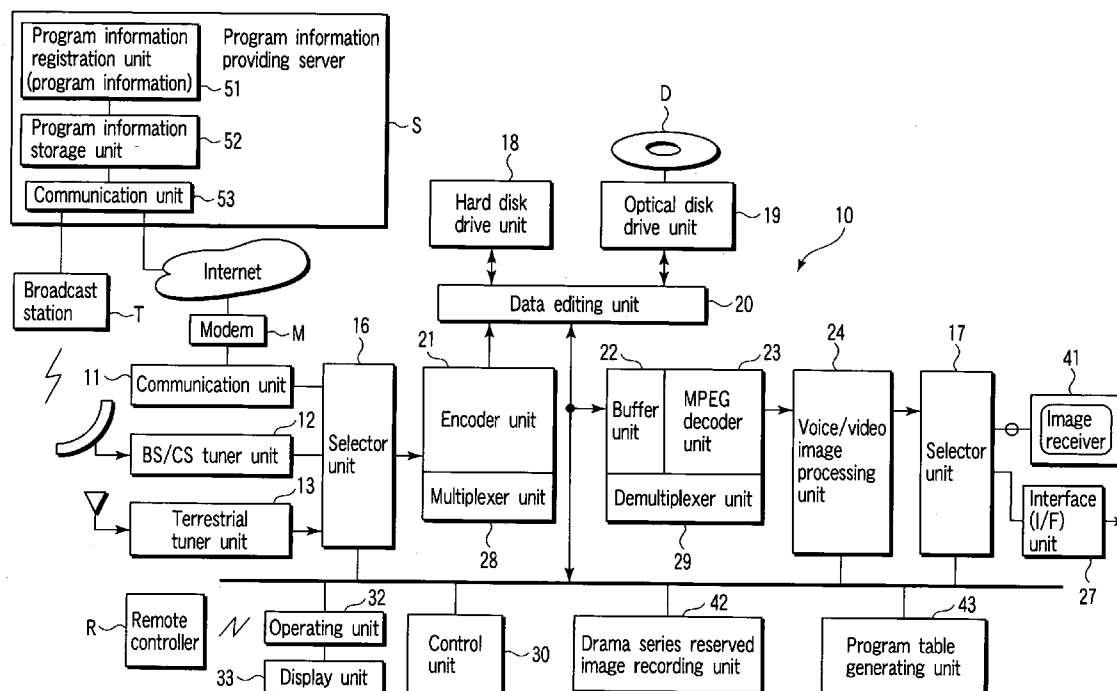 Program information
registration unit
(program information)
51
Program information
providing server
Program information
storage unit
52
S
Communication unit
53
Broadcast
station
T
Internet
Modem
M
D
18
Hard disk
drive unit
Optical disk
drive unit
19
10
Data editing unit
20
11
Communication unit
12
BS/CS tuner unit
13
Terrestrial
tuner unit
16
Selector
unit
21
Encoder unit
Multiplexer unit
28
22
Buffer
unit
23
MPEG
decoder
unit
Demultiplexer unit
29
24
Voice/video
image
processing
unit
17
Selector
unit
41
Image
receiver
Interface
(I/F)
unit
27
R
Remote
controller
32
Operating unit
33
Display unit
Control
unit
30
42
Drama series reserved
image recording unit
43
Program table
generating unit